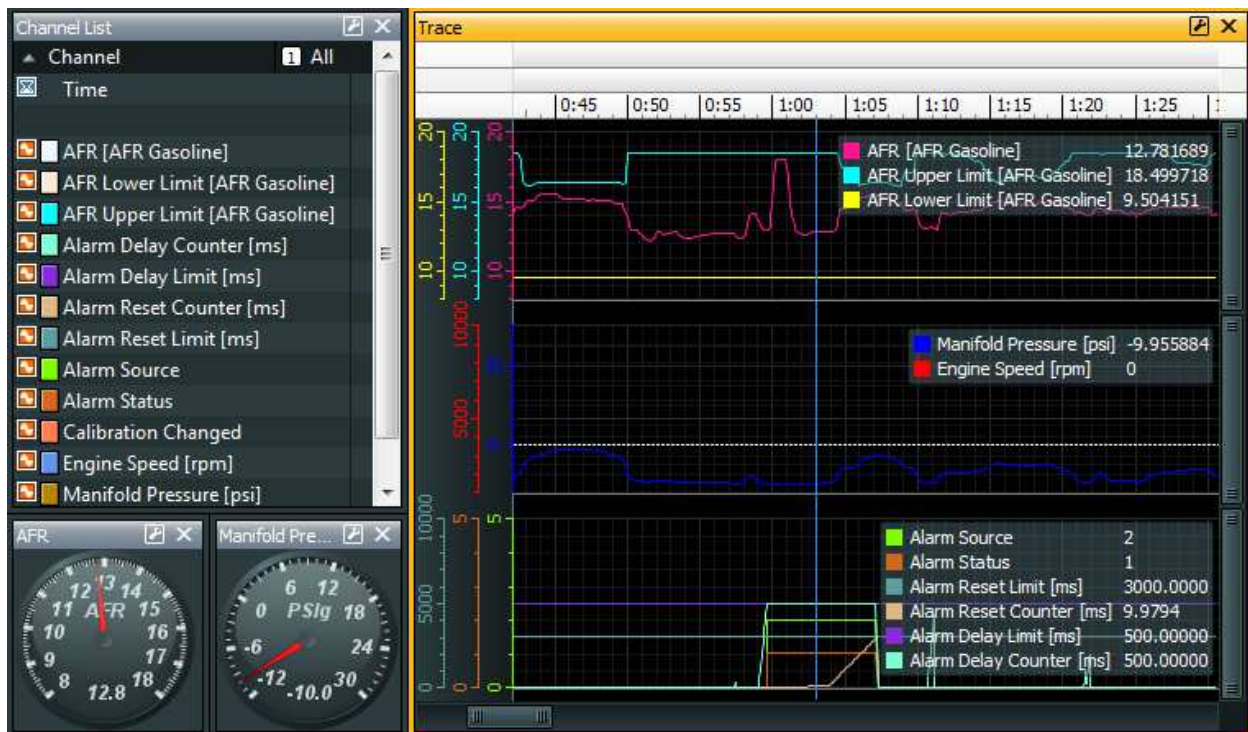 Channel List
Channel 1 All
Time
AFR [AFR Gasoline]
AFR Lower Limit [AFR Gasoline]
AFR Upper Limit [AFR Gasoline]
Alarm Delay Counter [ms]
Alarm Delay Limit [ms]
Alarm Reset Counter [ms]
Alarm Reset Limit [ms]
Alarm Source
Alarm Status
Calibration Changed
Engine Speed [rpm]
Manifold Pressure [psi]
AFR
8 9 10 11 12 13 14 15 16 17 18
AFR
12.8
Manifold Pre...
-12 -6 0 6 12 18 24 30
PSIg
-10.0
Trace
0:45 0:50 0:55 1:00 1:05 1:10 1:15 1:20 1:25
20 20 20
15 15 15
10 10 10
AFR [AFR Gasoline] 12.781689
AFR Upper Limit [AFR Gasoline] 18.499718
AFR Lower Limit [AFR Gasoline] 9.504151
10000
5000
Manifold Pressure [psi] -9.955884
Engine Speed [rpm] 0
10000 5 5
5000
0 0 0
Alarm Source 2
Alarm Status 1
Alarm Reset Limit [ms] 3000.0000
Alarm Reset Counter [ms] 9.9794
Alarm Delay Limit [ms] 500.00000
Alarm Delay Counter [ms] 500.00000